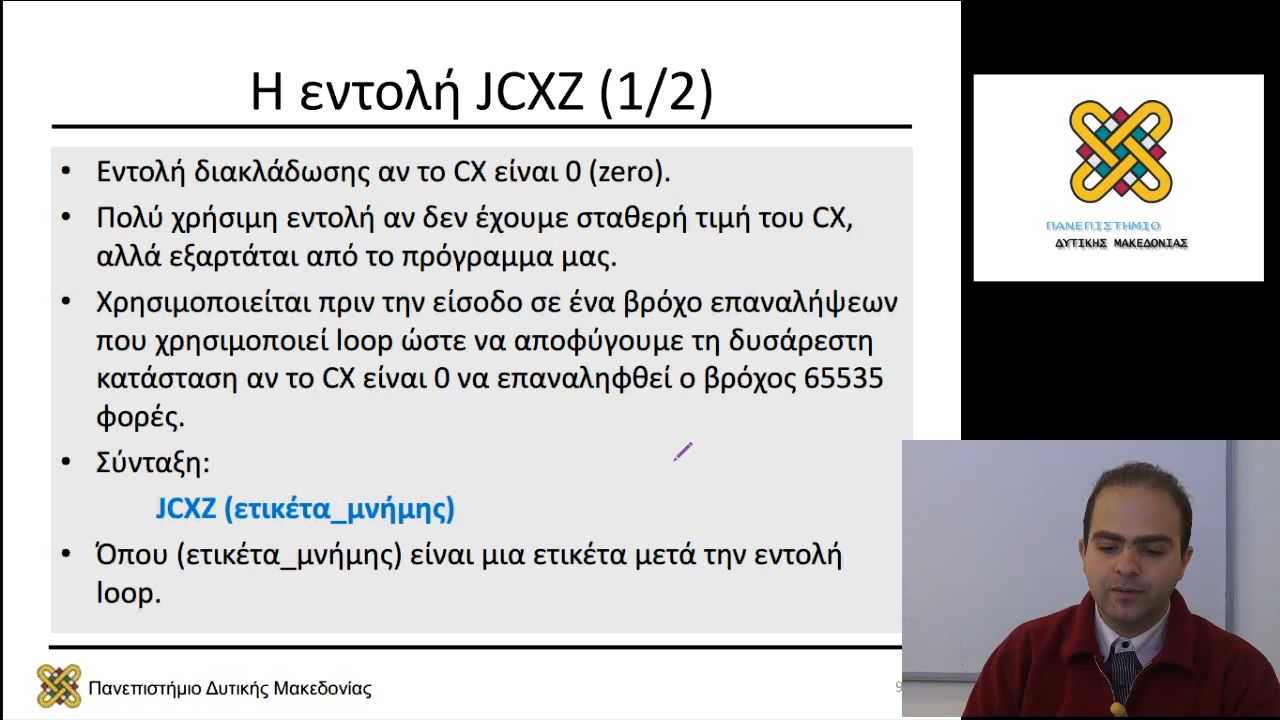 Η εντολή JCXZ (1/2)
• Εντολή διακλάδωσης αν το CX είναι 0 (zero).
• Πολύ χρήσιμη εντολή αν δεν έχουμε σταθερή τιμή του CX,
αλλά εξαρτάται από το πρόγραμμα μας.
• Χρησιμοποιείται πριν την είσοδο σε ένα βρόχο επαναλήψεων
που χρησιμοποιεί loop ώστε να αποφύγουμε τη δυσάρεστη
κατάσταση αν το CX είναι 0 να επαναληφθεί ο βρόχος 65535
φορές.
• Σύνταξη:
JCXZ (ετικέτα_μνήμης)
• Όπου (ετικέτα_μνήμης) είναι μια ετικέτα μετά την εντολή
loop.
Πανεπιστήμιο Δυτικής Μακεδονίας
9
ΠΑΝΕΠΙΣΤΗΜΙΟ
ΔΥΤΙΚΗΣ ΜΑΚΕΔΟΝΙΑΣ